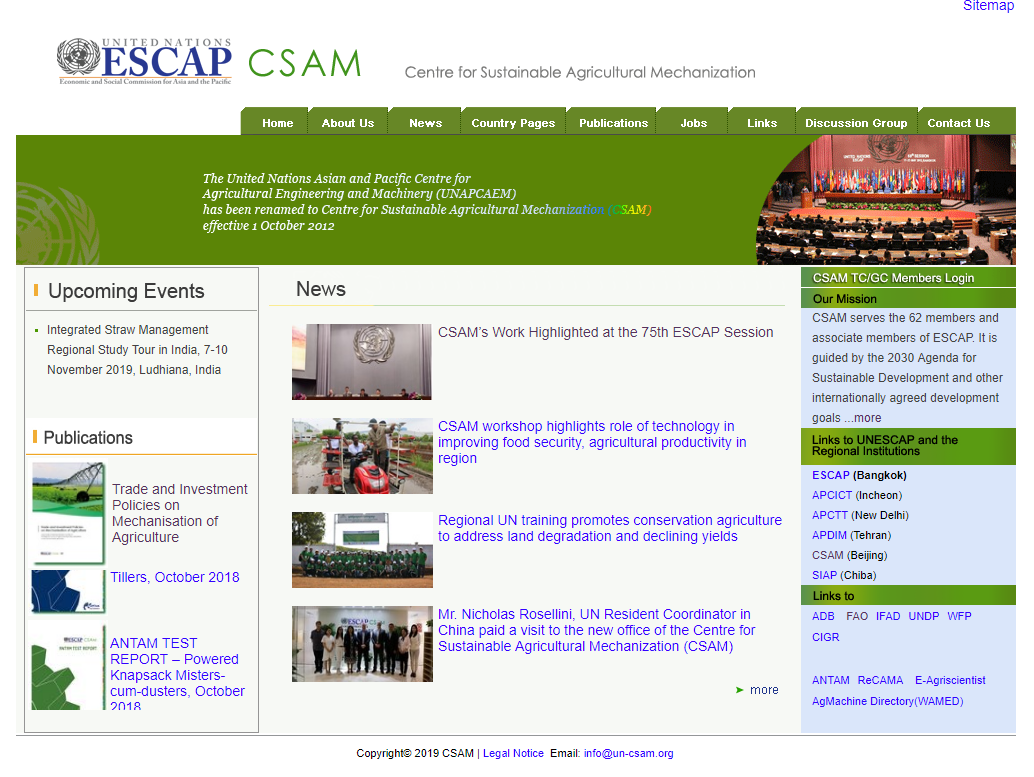 Sitemap
UNITED NATIONS
ESCAP
Economic and Social Commission for Asia and the Pacific
CSAM
Centre for Sustainable Agricultural Mechanization
Home About Us News Country Pages Publications Jobs Links Discussion Group Contact Us
The United Nations Asian and Pacific Centre for
Agricultural Engineering and Machinery (UNAPCAEM)
has been renamed to Centre for Sustainable Agricultural Mechanization (CSAM)
effective 1 October 2012
Upcoming Events
Integrated Straw Management
Regional Study Tour in India, 7-10
November 2019, Ludhiana, India
Publications
Trade and Investment
Policies on
Mechanisation of
Agriculture
Tillers, October 2018
ESCAP CSAM
ANTAM TEST REPORT
ANTAM TEST
REPORT – Powered
Knapsack Misters-
cum-dusters, October
2018
News
CSAM's Work Highlighted at the 75th ESCAP Session
CSAM workshop highlights role of technology in
improving food security, agricultural productivity in
region
Regional UN training promotes conservation agriculture
to address land degradation and declining yields
ESCAP CSAM
Mr. Nicholas Rosellini, UN Resident Coordinator in
China paid a visit to the new office of the Centre for
Sustainable Agricultural Mechanization (CSAM)
more
CSAM TC/GC Members Login
Our Mission
CSAM serves the 62 members and
associate members of ESCAP. It is
guided by the 2030 Agenda for
Sustainable Development and other
internationally agreed development
goals ...more
Links to UNESCAP and the
Regional Institutions
ESCAP (Bangkok)
APCICT (Incheon)
APCTT (New Delhi)
APDIM (Tehran)
CSAM (Beijing)
SIAP (Chiba)
Links to
ADB FAO IFAD UNDP WFP
CIGR
ANTAM ReCAMA E-Agriscientist
AgMachine Directory(WAMED)
Copyright© 2019 CSAM | Legal Notice Email: info@un-csam.org